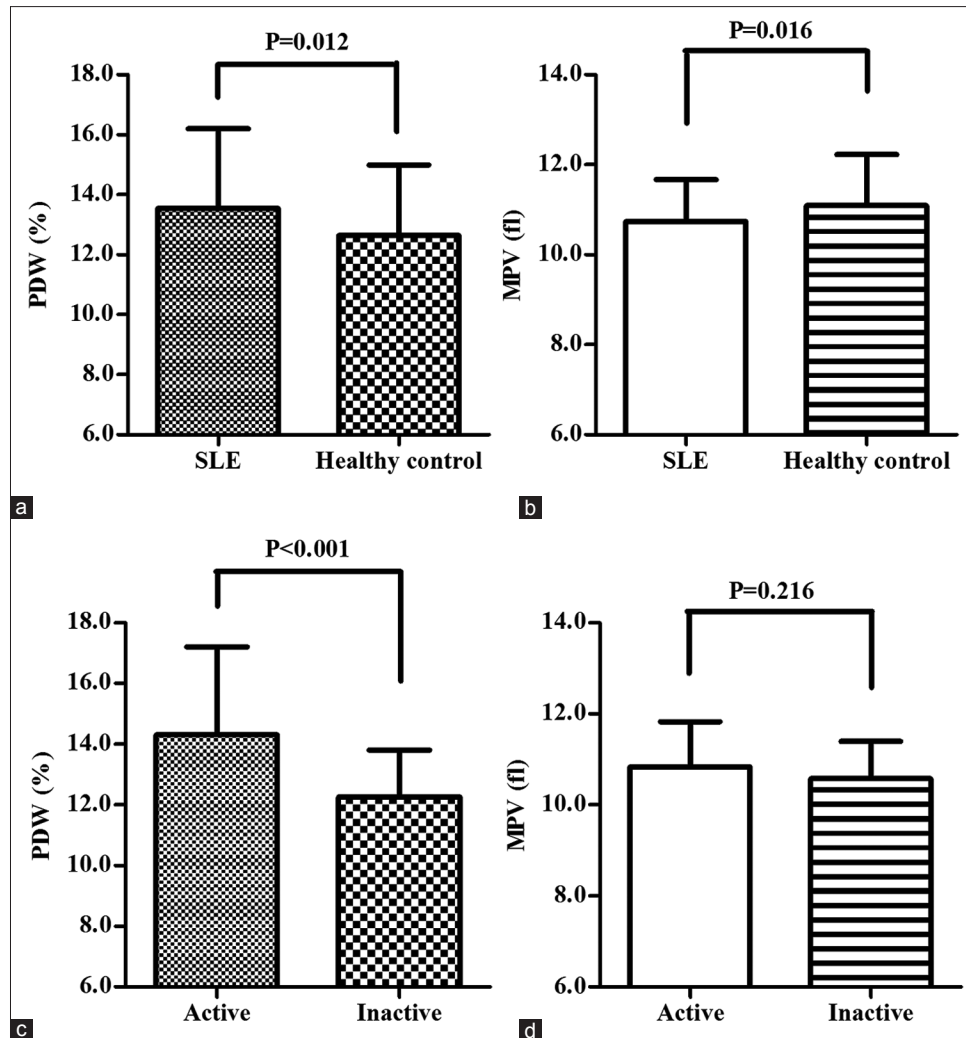 P=0.012
18.0
16.0
14.0
12.0
10.0
8.0
6.0
PDW (%)
SLE Healthy control
a
P=0.016
14.0
12.0
10.0
8.0
6.0
MPV (fl)
SLE Healthy control
b
P<0.001
18.0
16.0
14.0
12.0
10.0
8.0
6.0
PDW (%)
Active Inactive
c
P=0.216
14.0
12.0
10.0
8.0
6.0
MPV (fl)
Active Inactive
d